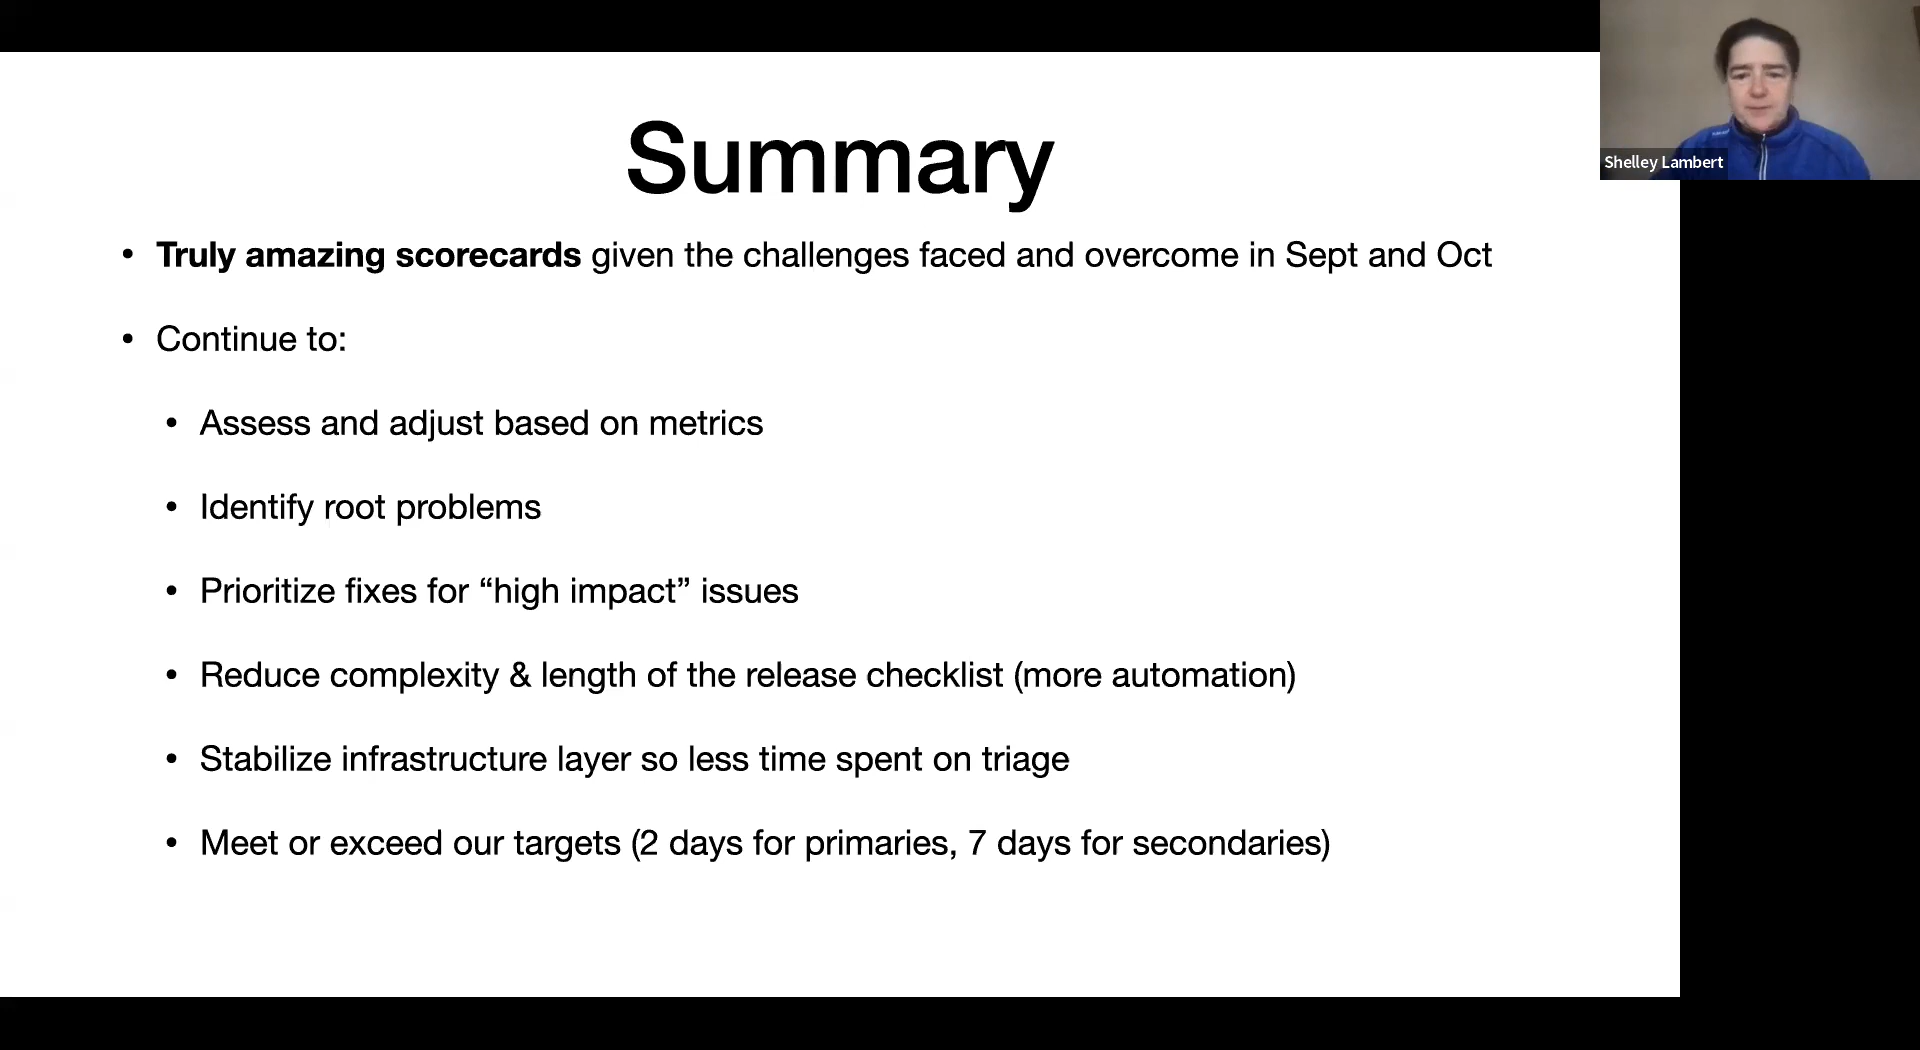 Summary
• Truly amazing scorecards given the challenges faced and overcome in Sept and Oct
• Continue to:
• Assess and adjust based on metrics
• Identify root problems
• Prioritize fixes for “high impact” issues
• Reduce complexity & length of the release checklist (more automation)
• Stabilize infrastructure layer so less time spent on triage
• Meet or exceed our targets (2 days for primaries, 7 days for secondaries)
Shelley Lambert